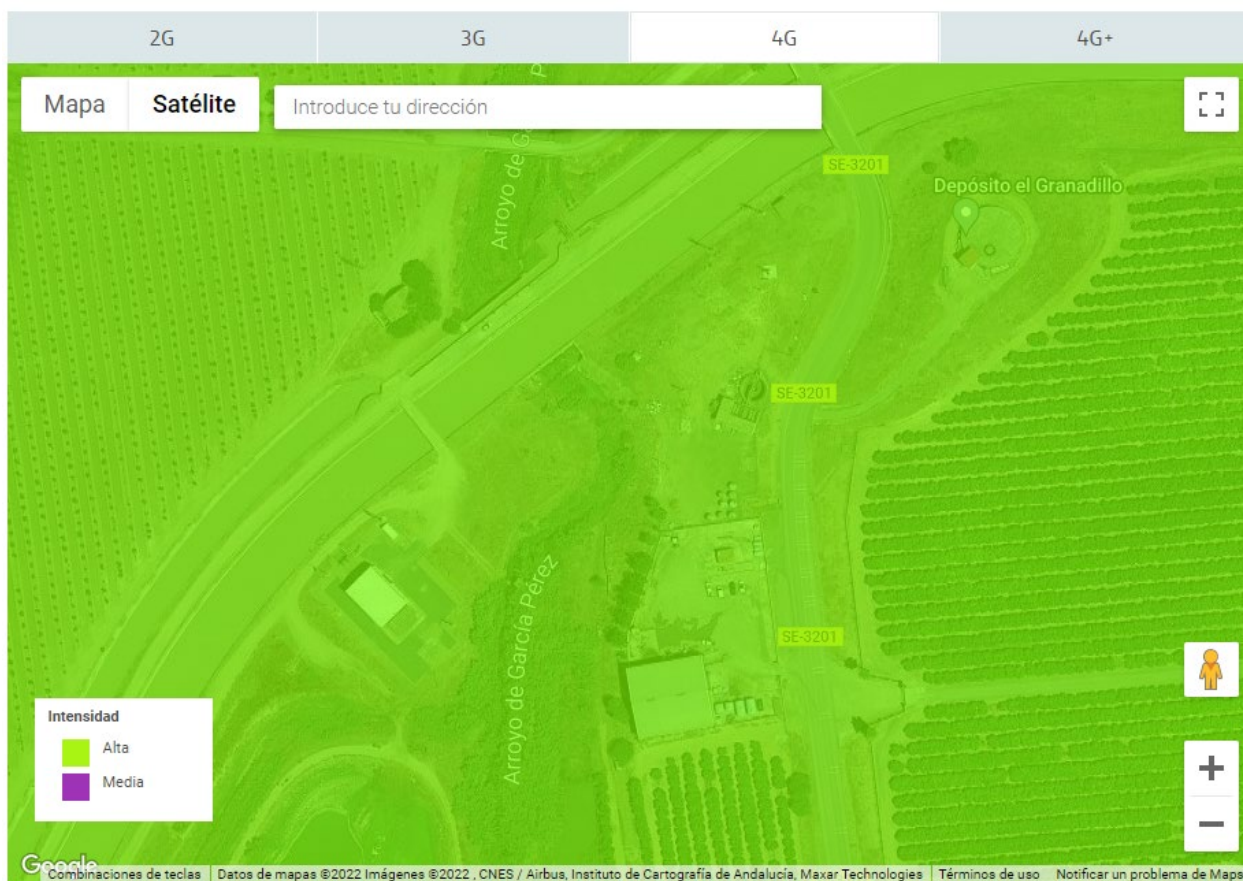 2G
3G
4G
4G+
Mapa
Satélite
Introduce tu dirección
SE-3201
Depósito el Granadillo
Arroyo de Ga
P
SE-3201
Arroyo de García Pérez
SE-3201
Intensidad
Alta
Media
Google
Combinaciones de teclas
Datos de mapas ©2022 Imágenes ©2022 , CNES / Airbus, Instituto de Cartografía de Andalucía, Maxar Technologies
Términos de uso
Notificar un problema de Maps